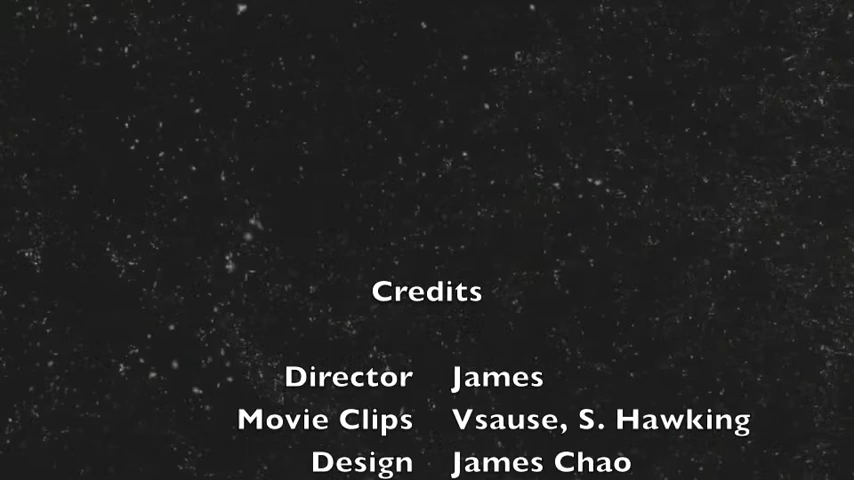 Credits
Director James
Movie Clips Vsause, S. Hawking
Design James Chao